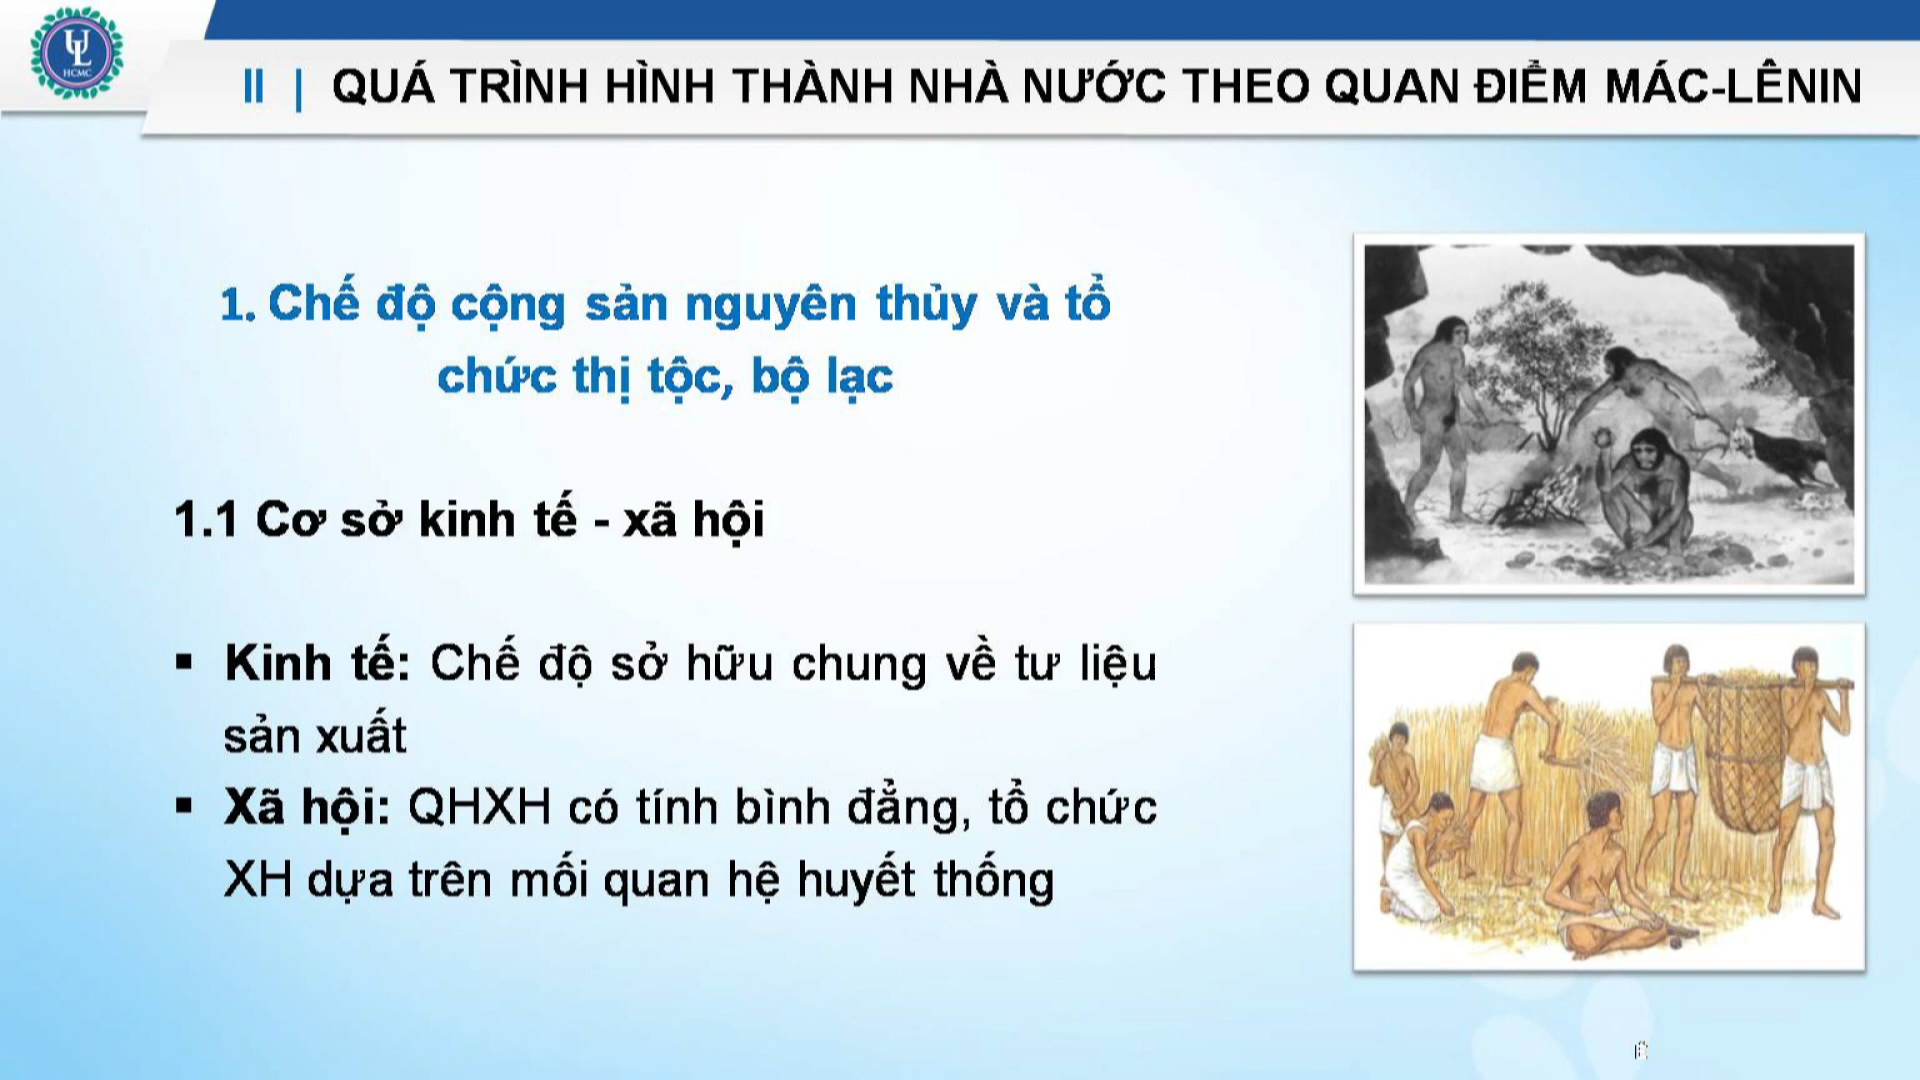 UL
HCMC
II | QUÁ TRÌNH HÌNH THÀNH NHÀ NƯỚC THEO QUAN ĐIỂM MÁC-LÊNIN
1. Chế độ cộng sản nguyên thủy và tổ
chức thị tộc, bộ lạc
1.1 Cơ sở kinh tế - xã hội
▪ Kinh tế: Chế độ sở hữu chung về tư liệu
sản xuất
▪ Xã hội: QHXH có tính bình đẳng, tổ chức
XH dựa trên mối quan hệ huyết thống